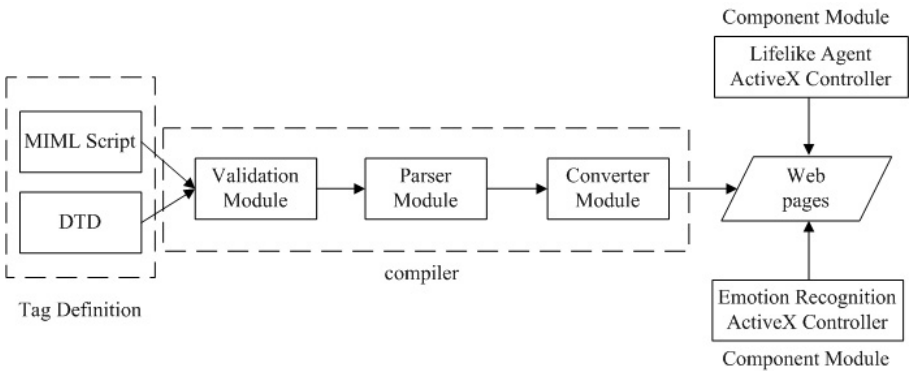 Component Module
Lifelike Agent
ActiveX Controller
MIML Script
DTD
Tag Definition
Validation
Module
Parser
Module
Converter
Module
compiler
Web
pages
Emotion Recognition
ActiveX Controller
Component Module